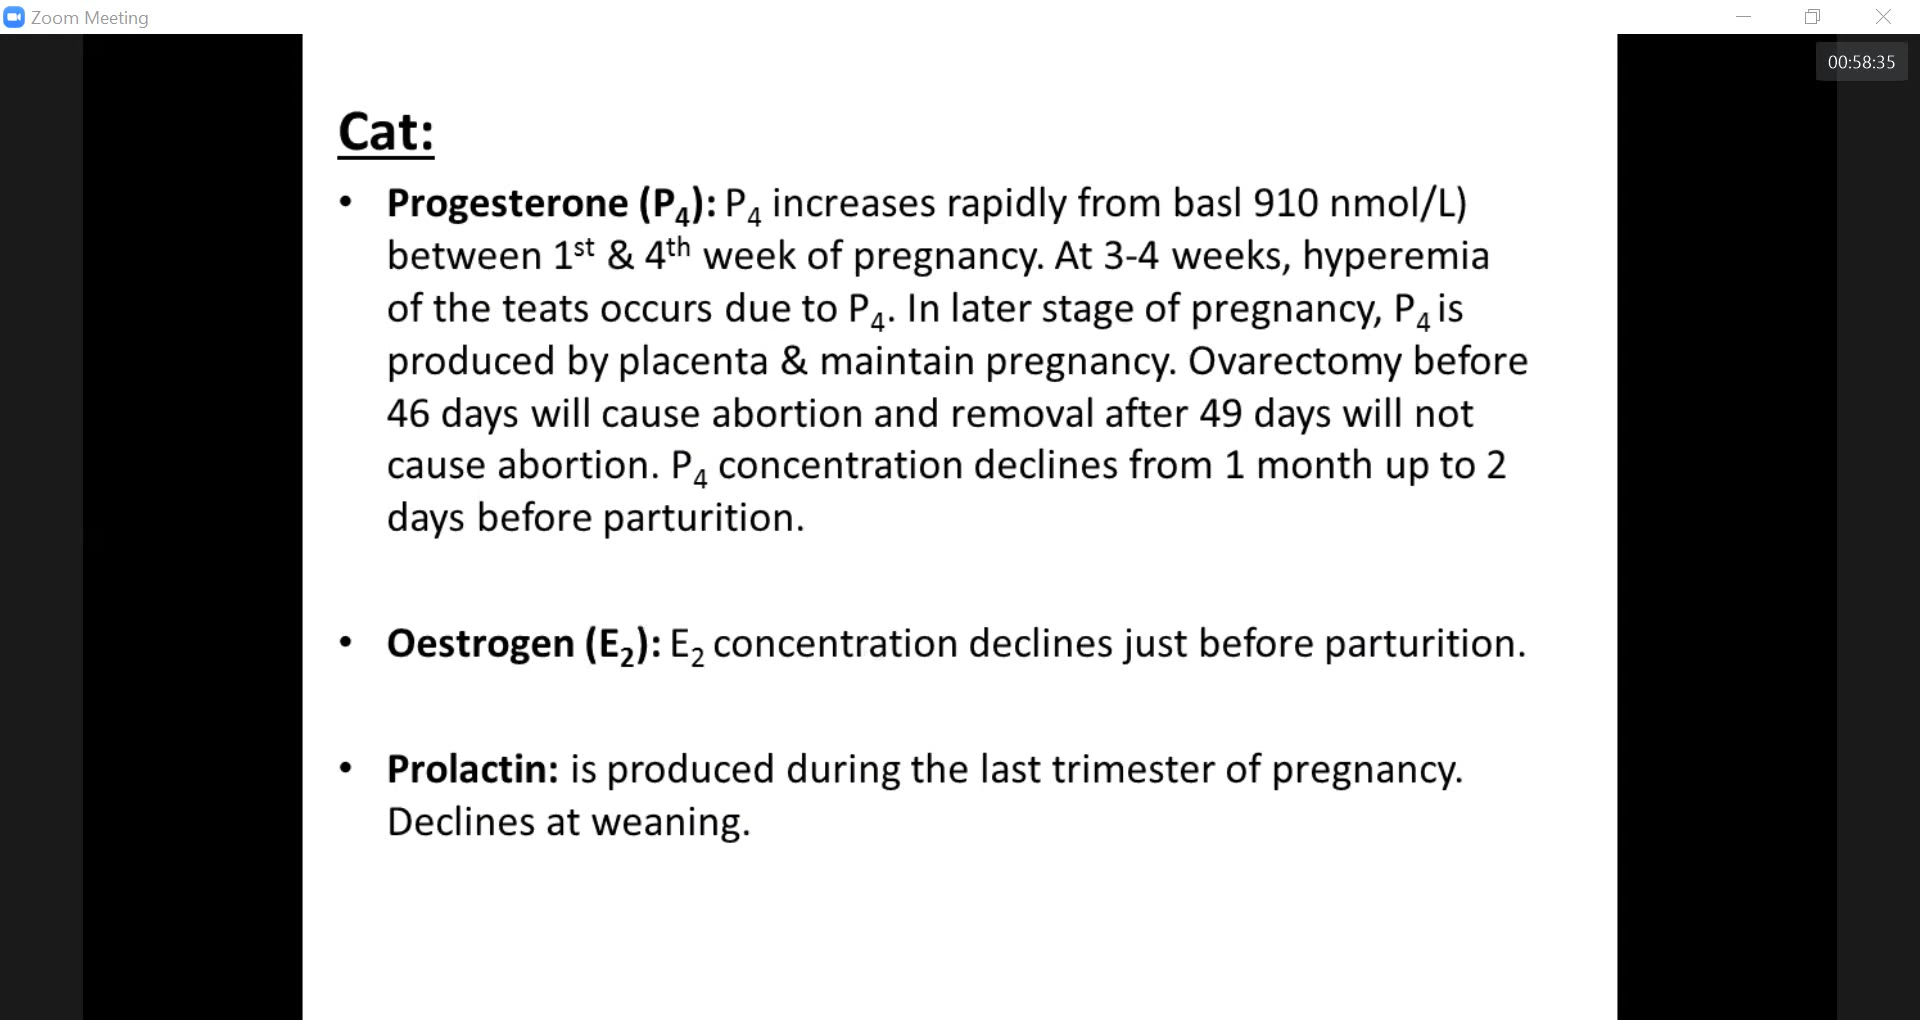 Zoom Meeting
00:58:35
Cat:
• Progesterone (P4): P4 increases rapidly from basl 910 nmol/L)
between 1st & 4th week of pregnancy. At 3-4 weeks, hyperemia
of the teats occurs due to P4. In later stage of pregnancy, P4 is
produced by placenta & maintain pregnancy. Ovarectomy before
46 days will cause abortion and removal after 49 days will not
cause abortion. P4 concentration declines from 1 month up to 2
days before parturition.
• Oestrogen (E2): E2 concentration declines just before parturition.
• Prolactin: is produced during the last trimester of pregnancy.
Declines at weaning.